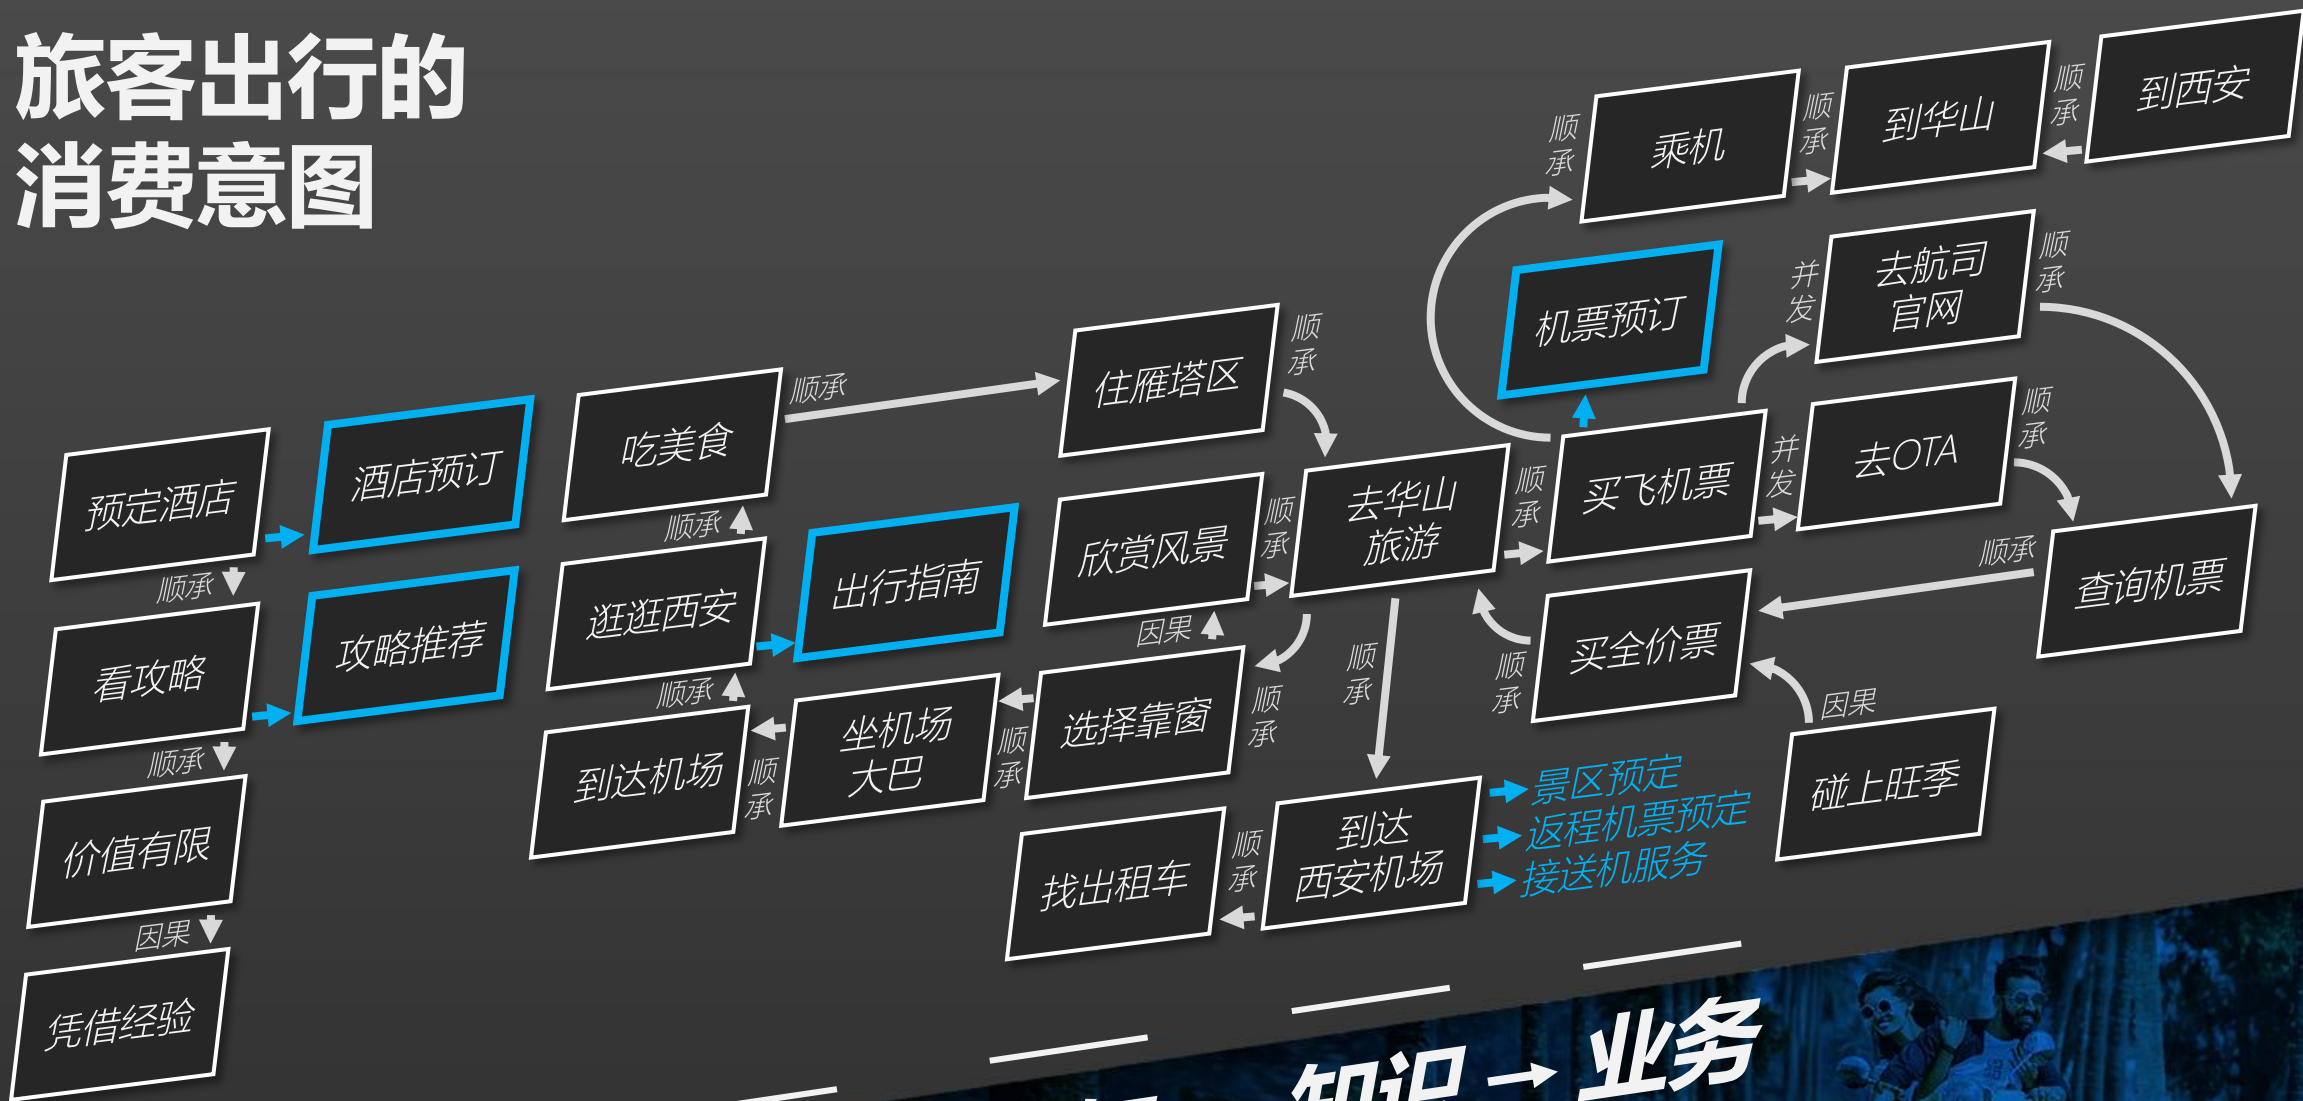 旅客出行的
消费意图
顺承
乘机
顺承
到华山
顺承
到西安
机票预订
并发
去航司
官网
顺承
住雁塔区
顺承
吃美食
顺承
预定酒店
酒店预订
顺承
欣赏风景
顺承
去华山
旅游
顺承
买飞机票
并发
去OTA
顺承
顺承
查询机票
顺承
看攻略
攻略推荐
逛逛西安
出行指南
因果
顺承
顺承
买全价票
因果
顺承
到达机场
顺承
坐机场
大巴
顺承
选择靠窗
顺承
碰上旺季
顺承
价值有限
找出租车
顺承
到达
西安机场
景区预定
返程机票预定
接送机服务
因果
凭借经验
知识→业务